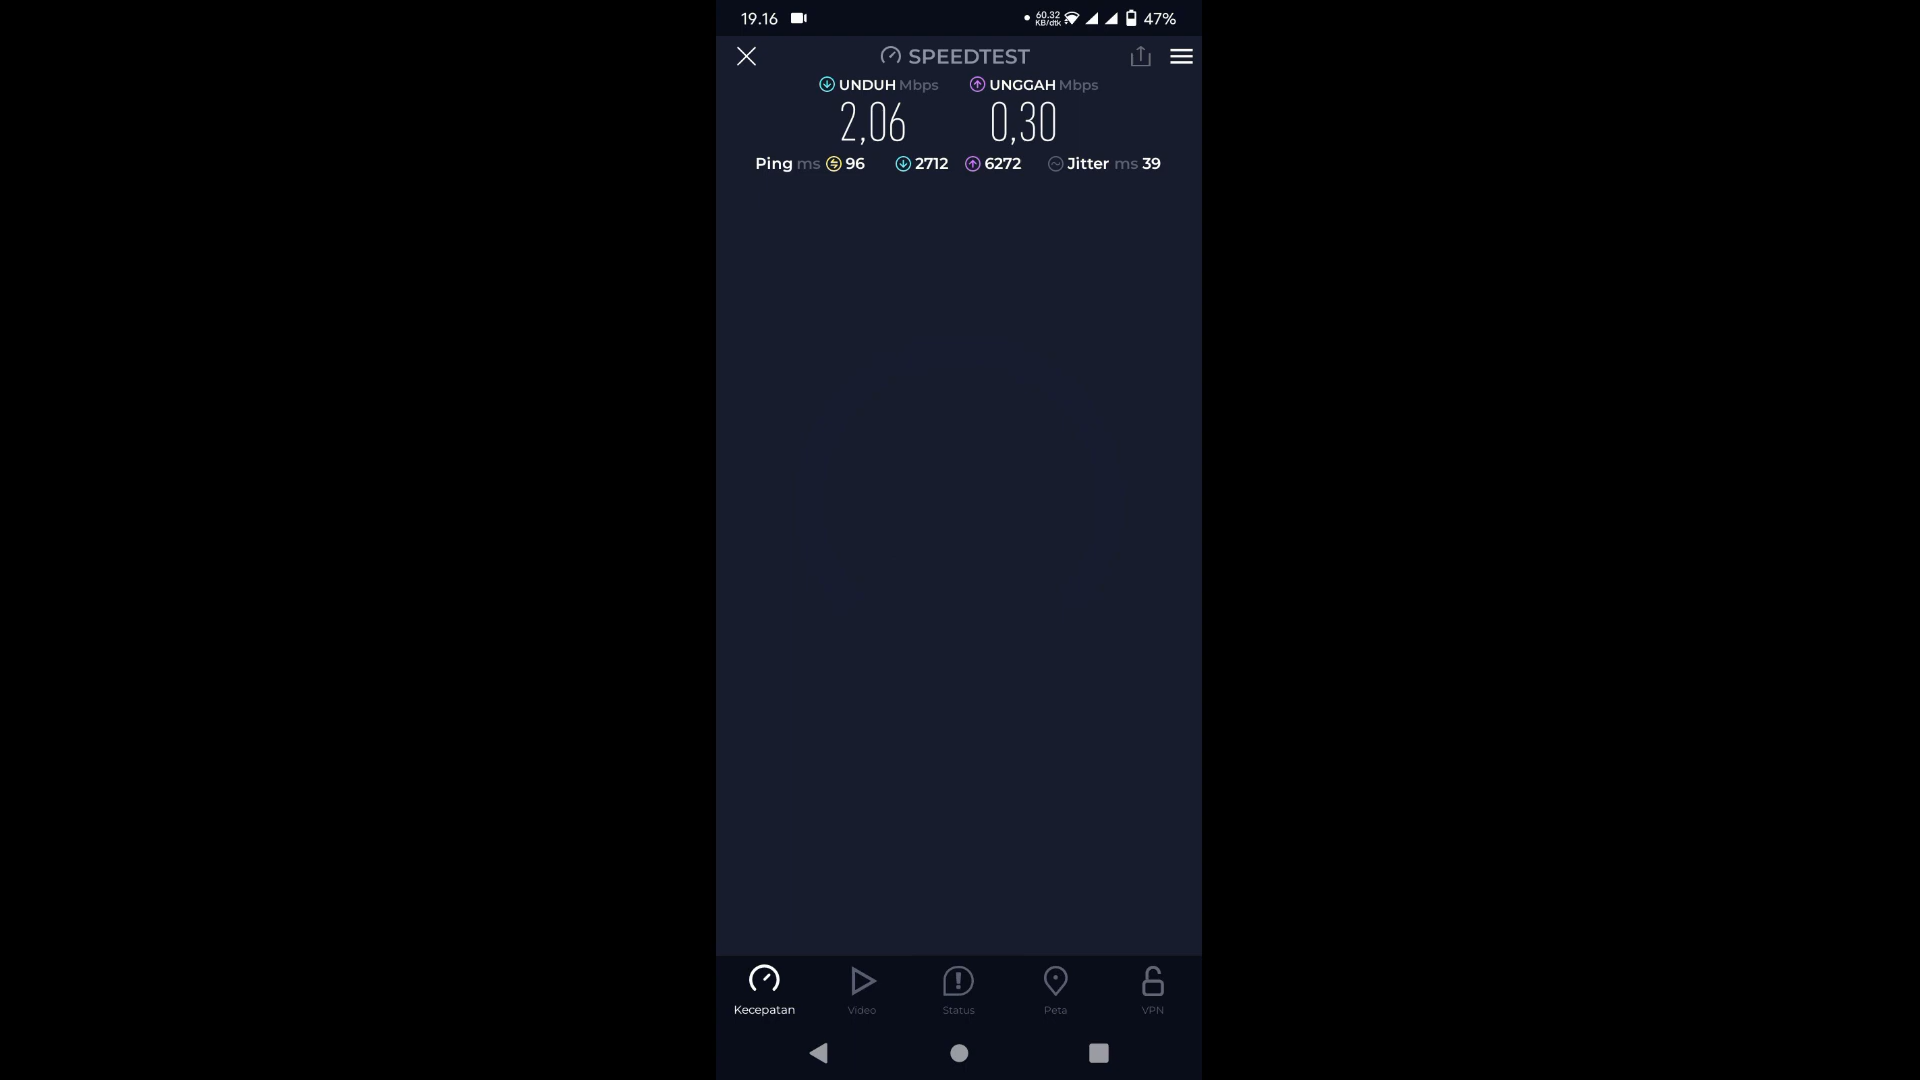 19.16 60.32 KB/dtk 47%
SPEEDTEST
UNDUH Mbps UNGGAH Mbps
2,06 0,30
Ping ms 96 2712 6272 Jitter ms 39
Kecepatan Video Status Peta VPN